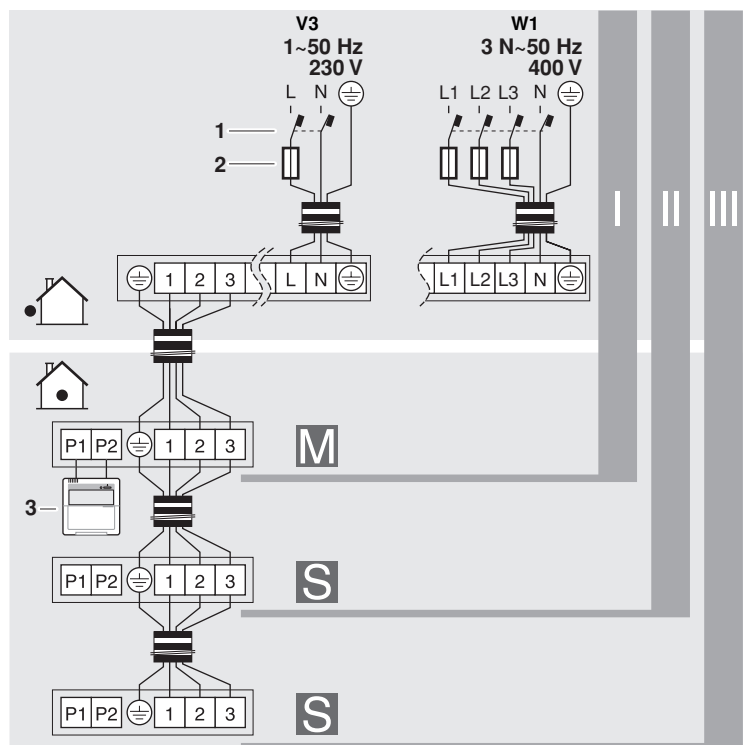 V3 W1
1~50 Hz 3 N~50 Hz
230 V 400 V
L N L1 L2 L3 N
1
2
I II III
1 2 3 L N L1 L2 L3 N
P1 P2 1 2 3 M
3
P1 P2 1 2 3 S
P1 P2 1 2 3 S